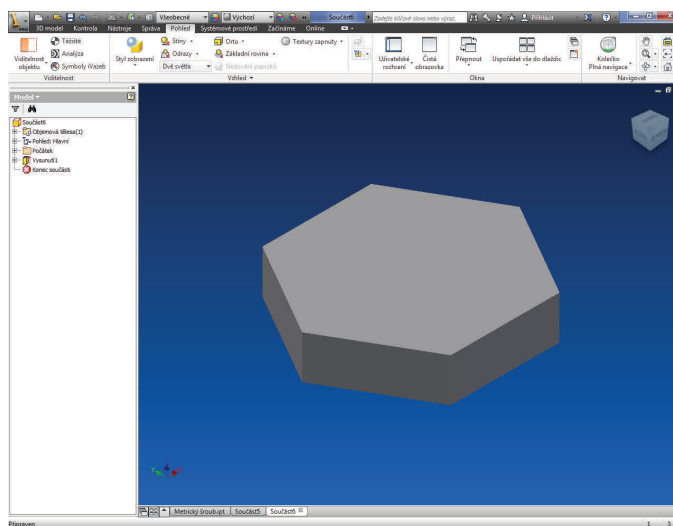 PRO
Všeobecné
Výchozí
Součást6
Zadejte klíčové slovo nebo výraz.
Přihlásit
3D model Kontrola Nástroje Správa Pohled Systémové prostředí Začínáme Online
Viditelnost objektu
Těžiště
Analýza
Symboly iVazeb
Viditelnost
Styl zobrazení
Stíny
Odrazy
Dvě světla
Orto
Základní rovina
Sledování paprsků
Textury zapnuty
Vzhled
Uživatelské rozhraní
Čistá obrazovka
Přepnout
Uspořádat vše do dlaždic
Okna
Kolečko
Plná navigace
Navigovat
Model
Součást6
Objemová tělesa(1)
Pohled: Hlavní
Počátek
Vysunutí1
Konec součásti
Metrický šroub.ipt Součást5 Součást6
Připraven
1 3